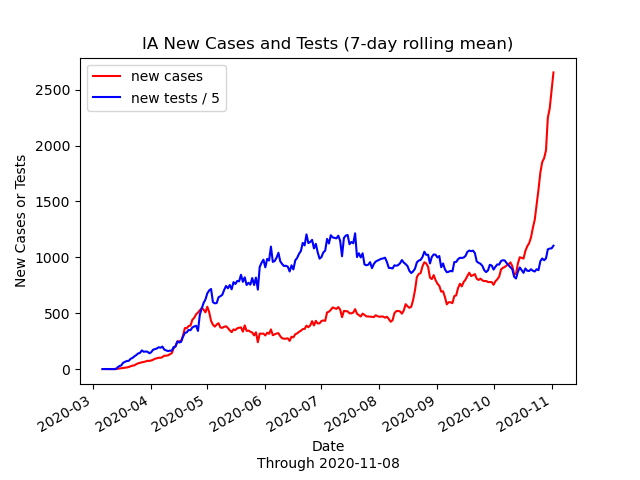 IA New Cases and Tests (7-day rolling mean)
new cases
new tests / 5
New Cases or Tests
2500
2000
1500
1000
500
0
2020-03
2020-04
2020-05
2020-06
2020-07
2020-08
2020-09
2020-10
2020-11
Date
Through 2020-11-08